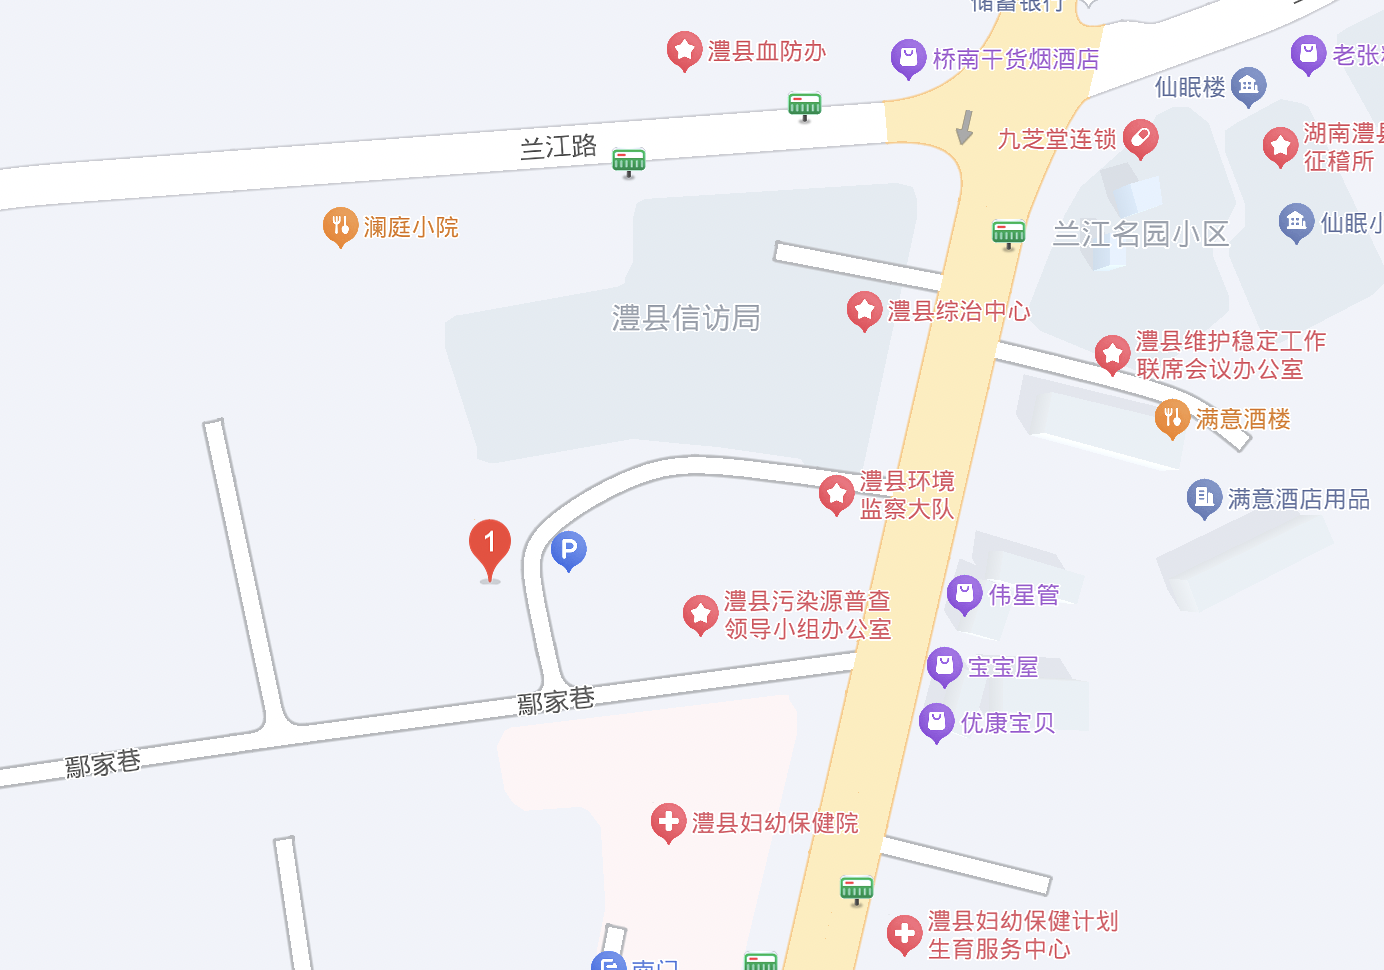 储蓄银行
澧县血防办
桥南干货烟酒店
老张
仙眠楼
兰江路
九芝堂连锁
湖南澧县
征稽所
澜庭小院
仙眠小
兰江名园小区
澧县信访局
澧县综治中心
澧县维护稳定工作
联席会议办公室
满意酒楼
澧县环境
监察大队
满意酒店用品
1
P
伟星管
澧县污染源普查
领导小组办公室
宝宝屋
鄢家巷
优康宝贝
鄢家巷
澧县妇幼保健院
澧县妇幼保健计划
生育服务中心
南门